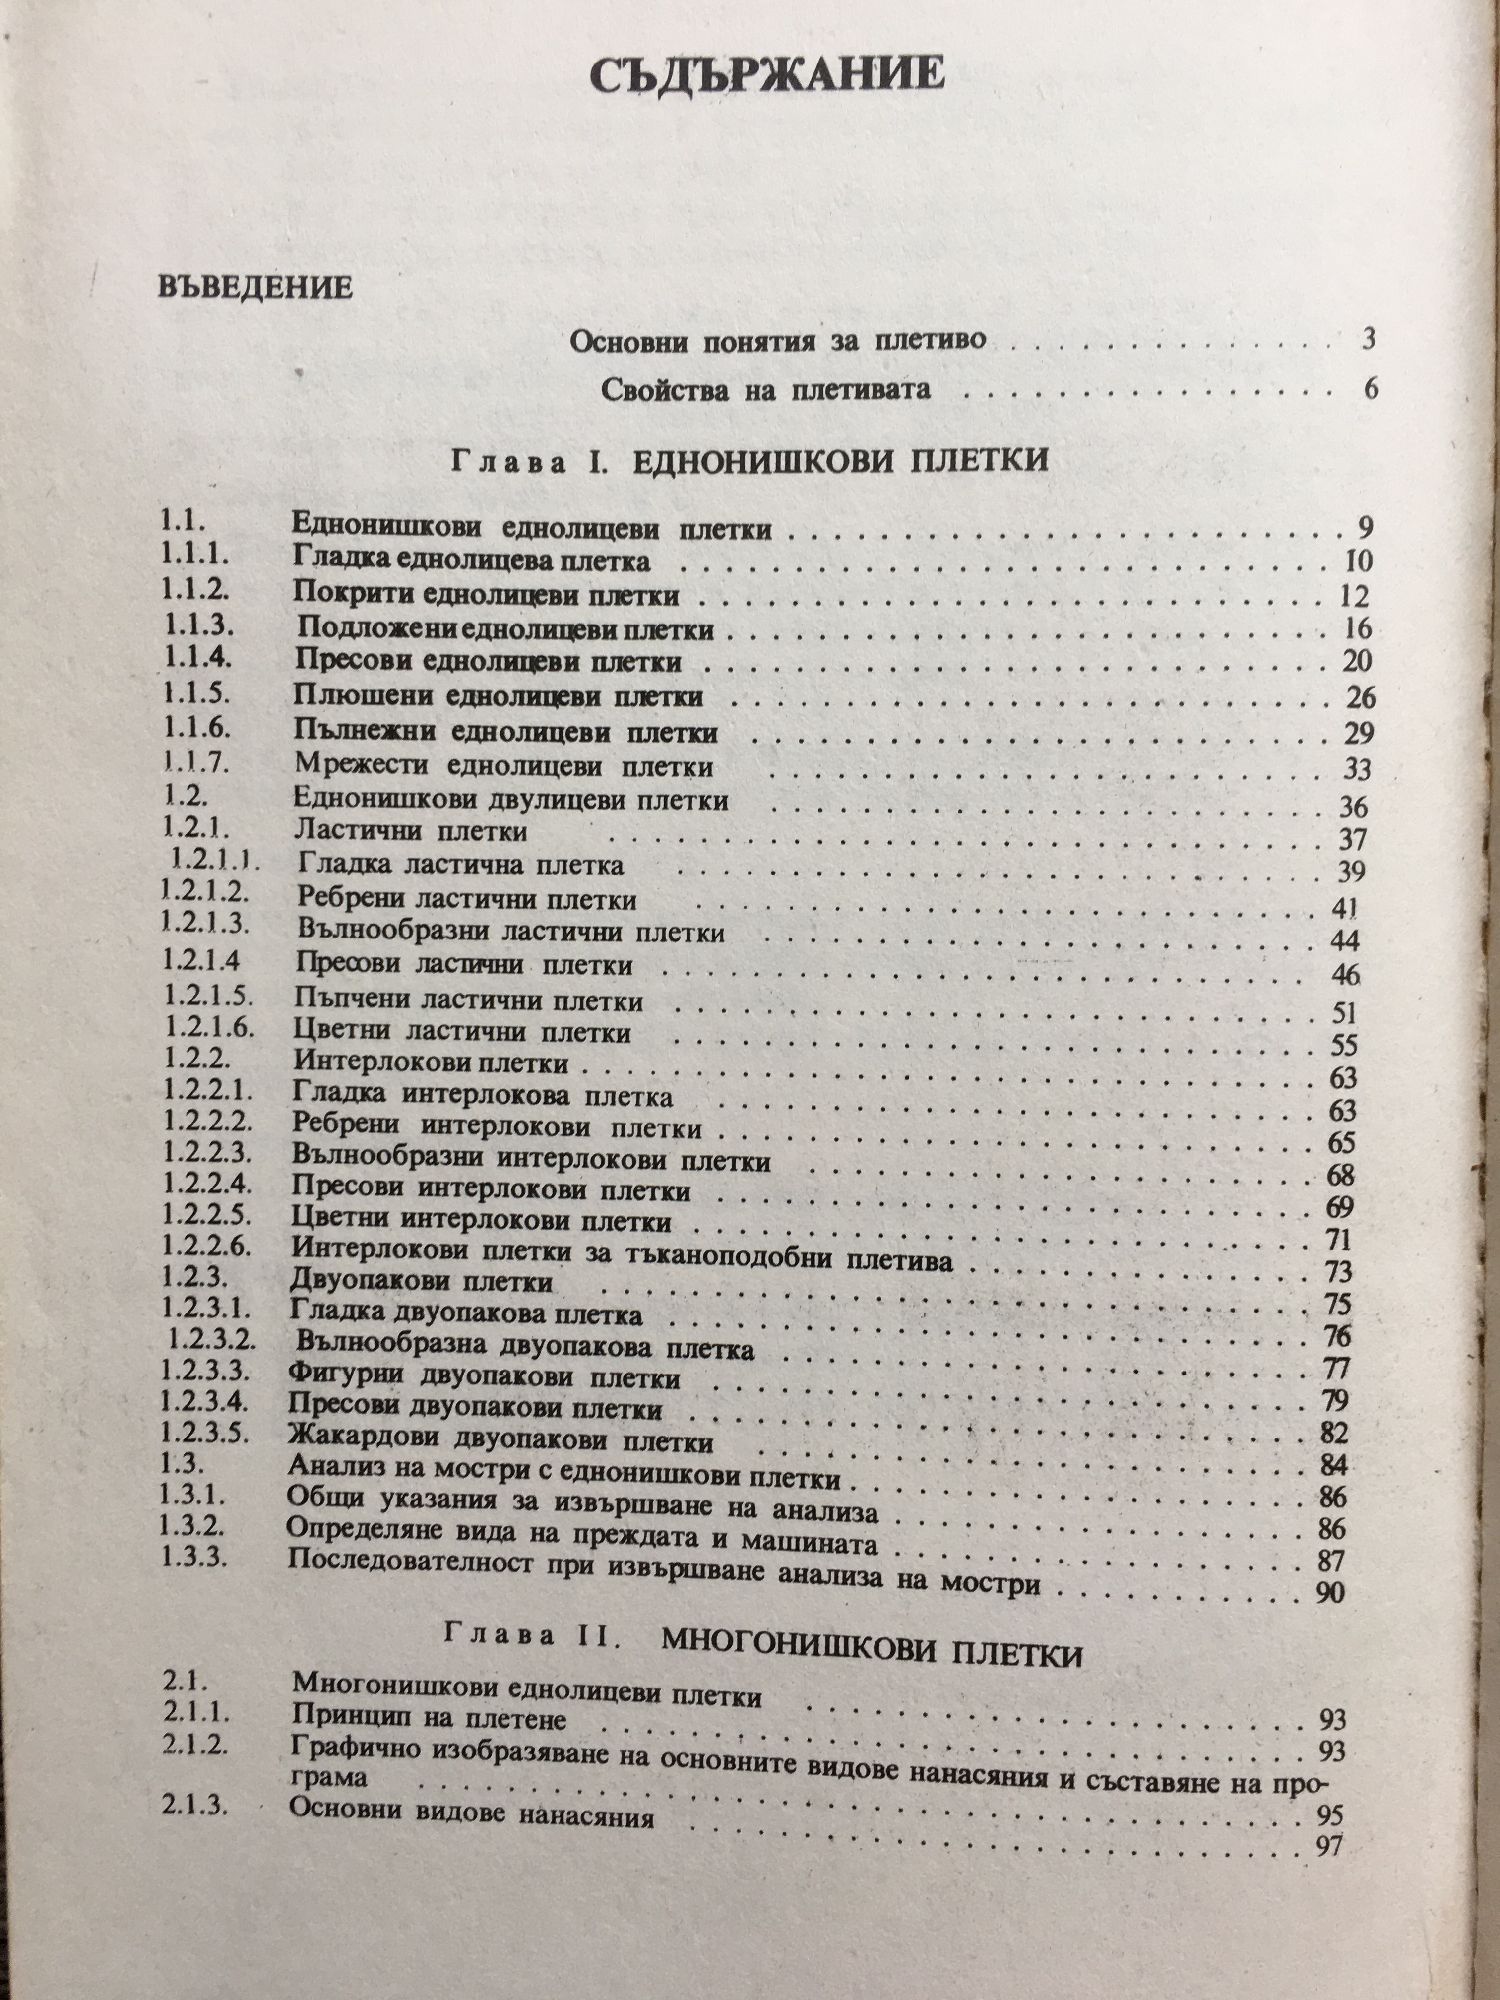 СЪДЪРЖАНИЕ
ВЪВЕДЕНИЕ
Основни понятия за плетиво . . . . . . . . . . . . . . . 3
Свойства на плетивата . . . . . . . . . . . . . . . . . 6
Глава I. ЕДНОНИШКОВИ ПЛЕТКИ
1.1. Еднонишкови еднолицеви плетки . . . . . . . . . . . . . . . . . . . . . . . . 9
1.1.1. Гладка еднолицева плетка . . . . . . . . . . . . . . . . . . . . . . . . . . . . 10
1.1.2. Покрити еднолицеви плетки . . . . . . . . . . . . . . . . . . . . . . . . . . . 12
1.1.3. Подложени еднолицеви плетки . . . . . . . . . . . . . . . . . . . . . . . . . . 16
1.1.4. Пресови еднолицеви плетки . . . . . . . . . . . . . . . . . . . . . . . . . . . 20
1.1.5. Плюшени еднолицеви плетки . . . . . . . . . . . . . . . . . . . . . . . . . . 26
1.1.6. Пълнежни еднолицеви плетки . . . . . . . . . . . . . . . . . . . . . . . . . 29
1.1.7. Мрежести еднолицеви плетки . . . . . . . . . . . . . . . . . . . . . . . . 33
1.2. Еднонишкови двулицеви плетки . . . . . . . . . . . . . . . . . . . . . . . . 36
1.2.1. Ластични плетки . . . . . . . . . . . . . . . . . . . . . . . . . . . . . . . 37
1.2.1.1. Гладка ластична плетка . . . . . . . . . . . . . . . . . . . . . . . . . . . . 39
1.2.1.2. Ребрени ластични плетки . . . . . . . . . . . . . . . . . . . . . . . . . . . 41
1.2.1.3. Вълнообразни ластични плетки . . . . . . . . . . . . . . . . . . . . . . . . 44
1.2.1.4 Пресови ластични плетки . . . . . . . . . . . . . . . . . . . . . . . . . . . . 46
1.2.1.5. Пъпчени ластични плетки . . . . . . . . . . . . . . . . . . . . . . . . . . . . 51
1.2.1.6. Цветни ластични плетки . . . . . . . . . . . . . . . . . . . . . . . . . . . . 55
1.2.2. Интерлокови плетки . . . . . . . . . . . . . . . . . . . . . . . . . . . . . . . . 63
1.2.2.1. Гладка интерлокова плетка . . . . . . . . . . . . . . . . . . . . . . . . . . 63
1.2.2.2. Ребрени интерлокови плетки . . . . . . . . . . . . . . . . . . . . . . . . . . 65
1.2.2.3. Вълнообразни интерлокови плетки . . . . . . . . . . . . . . . . . . . . . . 68
1.2.2.4. Пресови интерлокови плетки . . . . . . . . . . . . . . . . . . . . . . . . . . 69
1.2.2.5. Цветни интерлокови плетки . . . . . . . . . . . . . . . . . . . . . . . . . . . 71
1.2.2.6. Интерлокови плетки за тъканоподобни плетива . . . . . . . . . . . . . . . 73
1.2.3. Двуопакови плетки . . . . . . . . . . . . . . . . . . . . . . . . . . . . . . . 75
1.2.3.1. Гладка двуопакова плетка . . . . . . . . . . . . . . . . . . . . . . . . . . . . 76
1.2.3.2. Вълнообразна двуопакова плетка . . . . . . . . . . . . . . . . . . . . . . . 77
1.2.3.3. Фигурни двуопакови плетки . . . . . . . . . . . . . . . . . . . . . . . . . . 79
1.2.3.4. Пресови двуопакови плетки . . . . . . . . . . . . . . . . . . . . . . . . . . . 82
1.2.3.5. Жакардови двуопакови плетки . . . . . . . . . . . . . . . . . . . . . . . . 84
1.3. Анализ на мостри с еднонишкови плетки . . . . . . . . . . . . . . . . . . . . 86
1.3.1. Общи указания за извършване на анализа . . . . . . . . . . . . . . . . . . 86
1.3.2. Определяне вида на преждата и машината . . . . . . . . . . . . . . . . . . 87
1.3.3. Последователност при извършване анализа на мостри . . . . . . . . . . . 90
Глава II. МНОГОНИШКОВИ ПЛЕТКИ
2.1. Многонишкови еднолицеви плетки . . . . . . . . . . . . . . . . . . . . . . 93
2.1.1. Принцип на плетене . . . . . . . . . . . . . . . . . . . . . . . . . . . . . . . 93
2.1.2. Графично изобразяване на основните видове нанасяния и съставяне на про-
грама . . . . . . . . . . . . . . . . . . . . . . . . . . . . . . . . . . . . . . . . 95
2.1.3. Основни видове нанасяния . . . . . . . . . . . . . . . . . . . . . . . . . . . 97